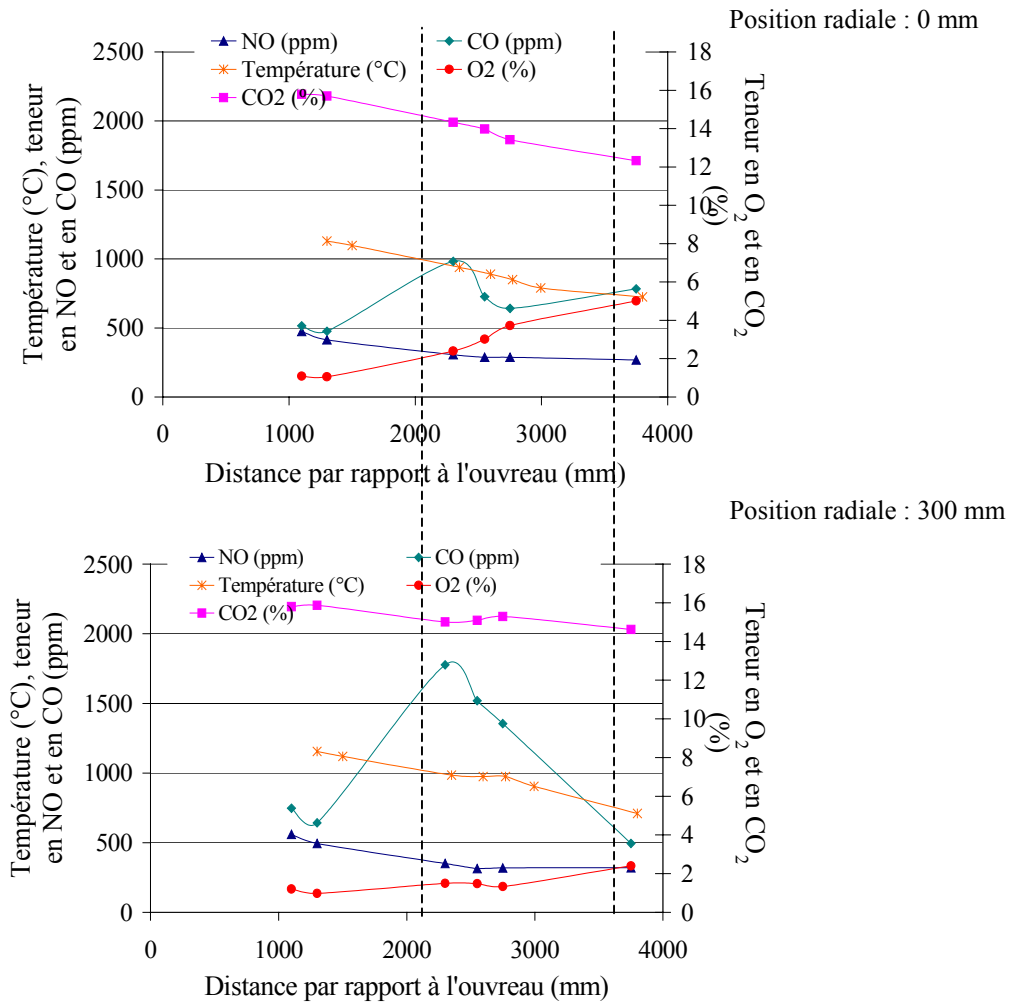 Position radiale : 0 mm
NO (ppm)
CO (ppm)
Température (°C)
O2 (%)
CO2 (%)
2500
2000
1500
1000
500
0
18
16
14
12
10
8
6
4
2
0
0
1000
2000
3000
4000
Température (°C), teneur
en NO et en CO (ppm)
Teneur en O2 et en CO2
(%)
Distance par rapport à l'ouvreau (mm)
Position radiale : 300 mm
NO (ppm)
CO (ppm)
Température (°C)
O2 (%)
CO2 (%)
2500
2000
1500
1000
500
0
18
16
14
12
10
8
6
4
2
0
0
1000
2000
3000
4000
Température (°C), teneur
en NO et en CO (ppm)
Teneur en O2 et en CO2
(%)
Distance par rapport à l'ouvreau (mm)